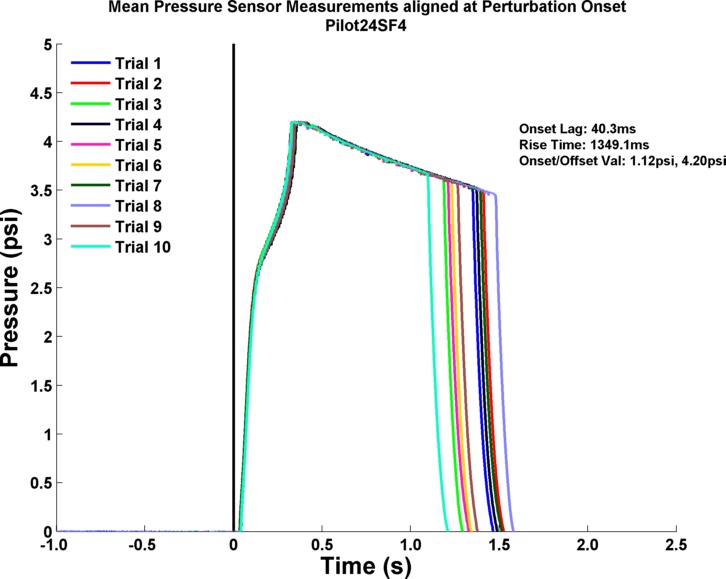 Mean Pressure Sensor Measurements aligned at Perturbation Onset
Pilot24SF4
5
4.5
4
3.5
3
2.5
2
1.5
1
0.5
0
Pressure (psi)
Trial 1
Trial 2
Trial 3
Trial 4
Trial 5
Trial 6
Trial 7
Trial 8
Trial 9
Trial 10
Onset Lag: 40.3ms
Rise Time: 1349.1ms
Onset/Offset Val: 1.12psi, 4.20psi
-1.0 -0.5 0 0.5 1.0 1.5 2.0 2.5
Time (s)